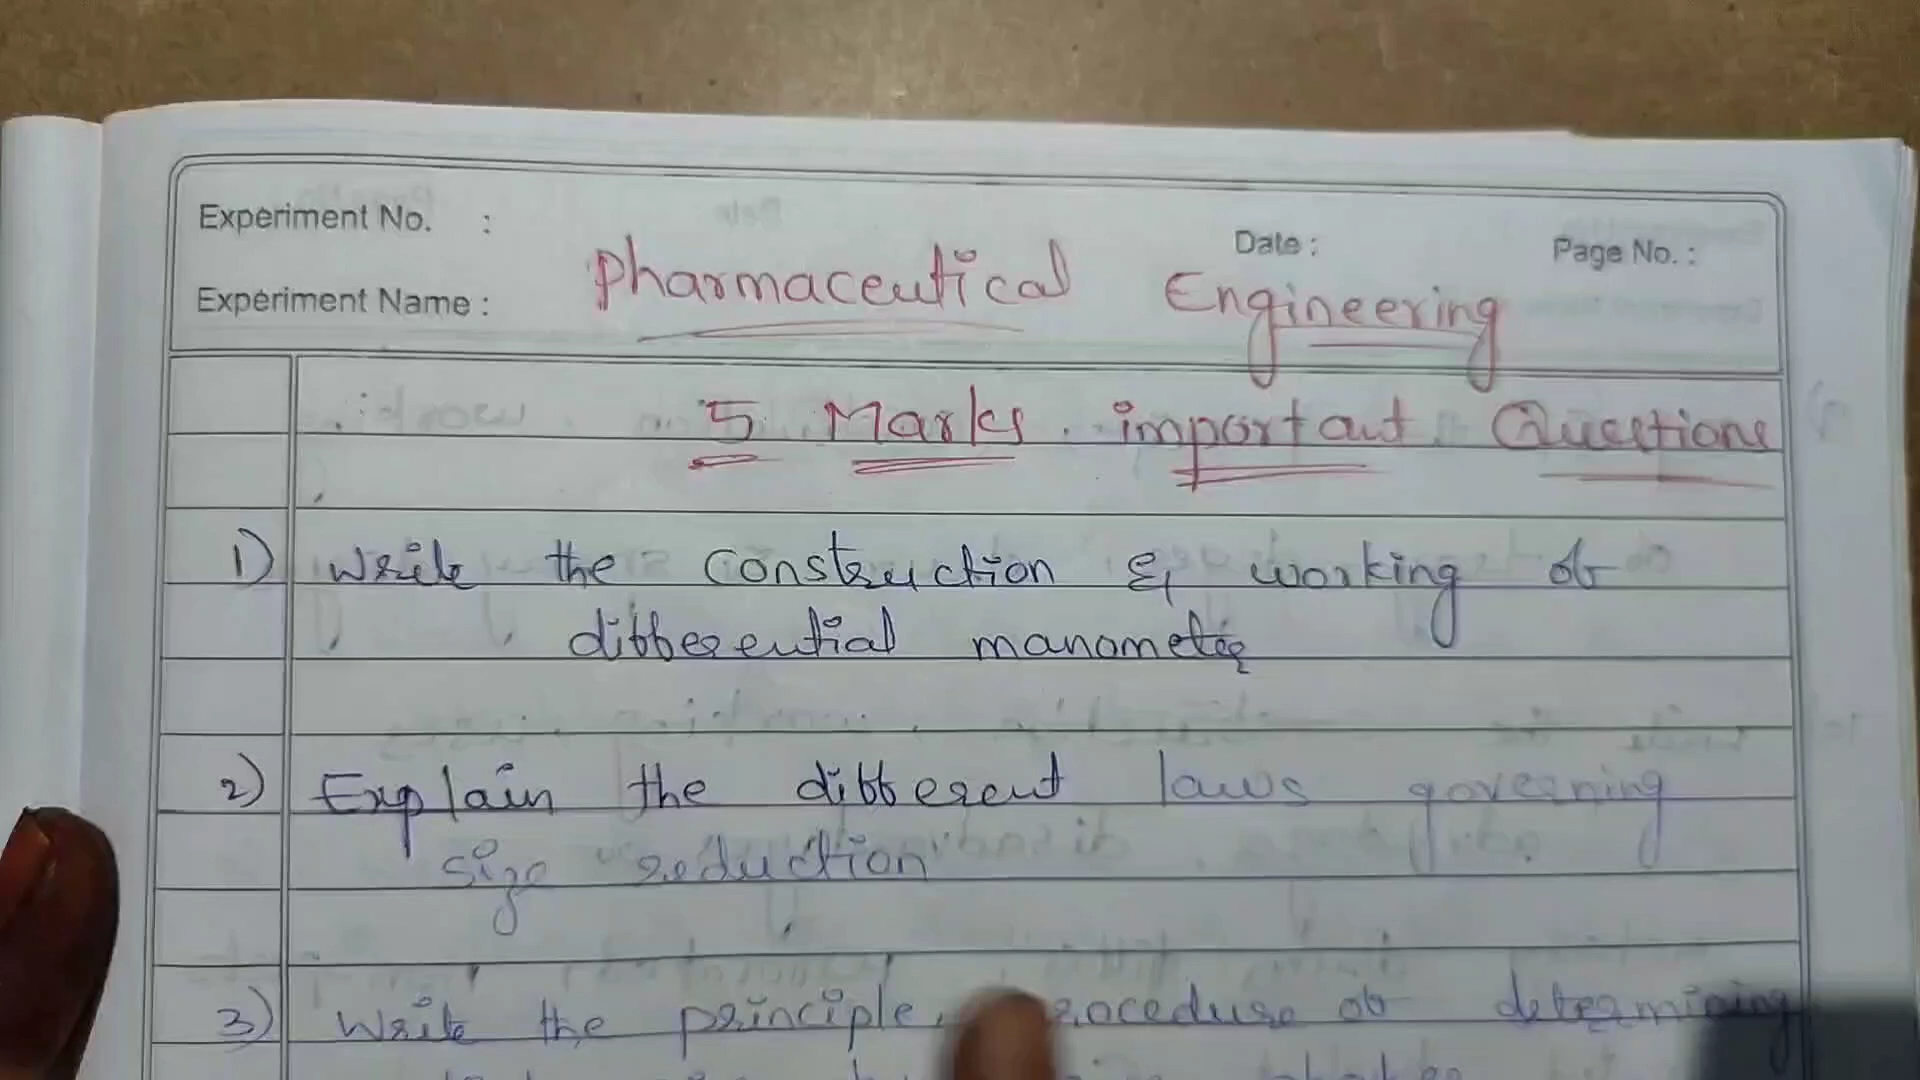 Experiment No. :
Date :
Page No. :
Experiment Name :
Pharmaceutical Engineering
5 Marks important Questions
1) Write the construction & working of
differential manometer
2) Explain the different laws governing
size reduction
3) Write the principle, procedure of determining